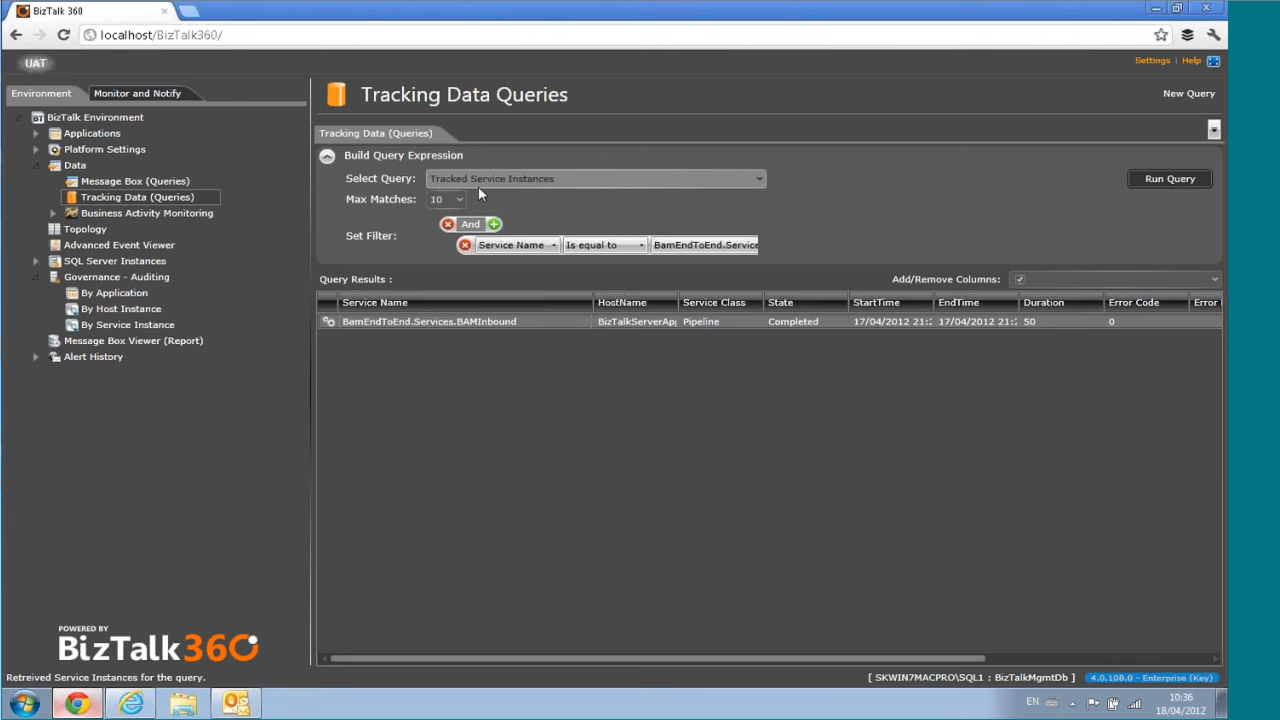 BizTalk 360
localhost/BizTalk360/
UAT
Settings | Help
Environment
Monitor and Notify
Tracking Data Queries
New Query
BizTalk Environment
Applications
Platform Settings
Data
Message Box (Queries)
Tracking Data (Queries)
Business Activity Monitoring
Topology
Advanced Event Viewer
SQL Server Instances
Governance - Auditing
By Application
By Host Instance
By Service Instance
Message Box Viewer (Report)
Alert History
Tracking Data (Queries)
Build Query Expression
Select Query: Tracked Service Instances
Run Query
Max Matches: 10
And
Set Filter:
Service Name Is equal to BamEndToEnd.Service
Query Results :
Add/Remove Columns:
Service Name HostName Service Class State StartTime EndTime Duration Error Code Error
BamEndToEnd.Services.BAMInbound BizTalkServerAp Pipeline Completed 17/04/2012 21: 17/04/2012 21: 50 0
POWERED BY
BizTalk360
Retreived Service Instances for the query.
[ SKWIN7MACPRO\SQL1 : BizTalkMgmtDb ]
4.0.108.0 - Enterprise (Key)
EN
10:36
18/04/2012